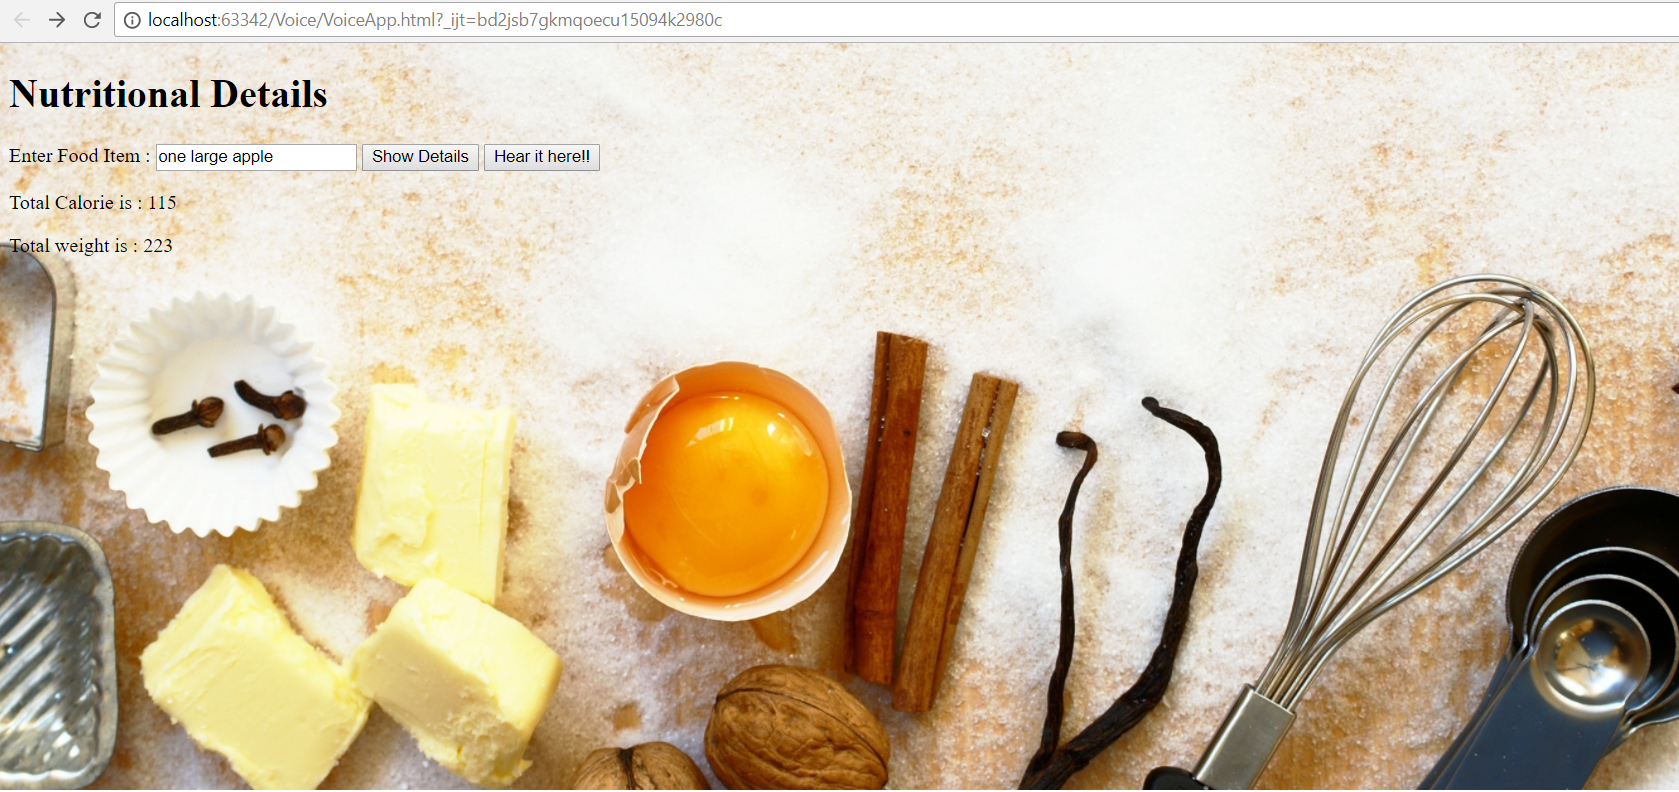 localhost:63342/Voice/VoiceApp.html?_ijt=bd2jsb7gkmqoecu15094k2980c
Nutritional Details
Enter Food Item : one large apple Show Details Hear it here!!
Total Calorie is : 115
Total weight is : 223